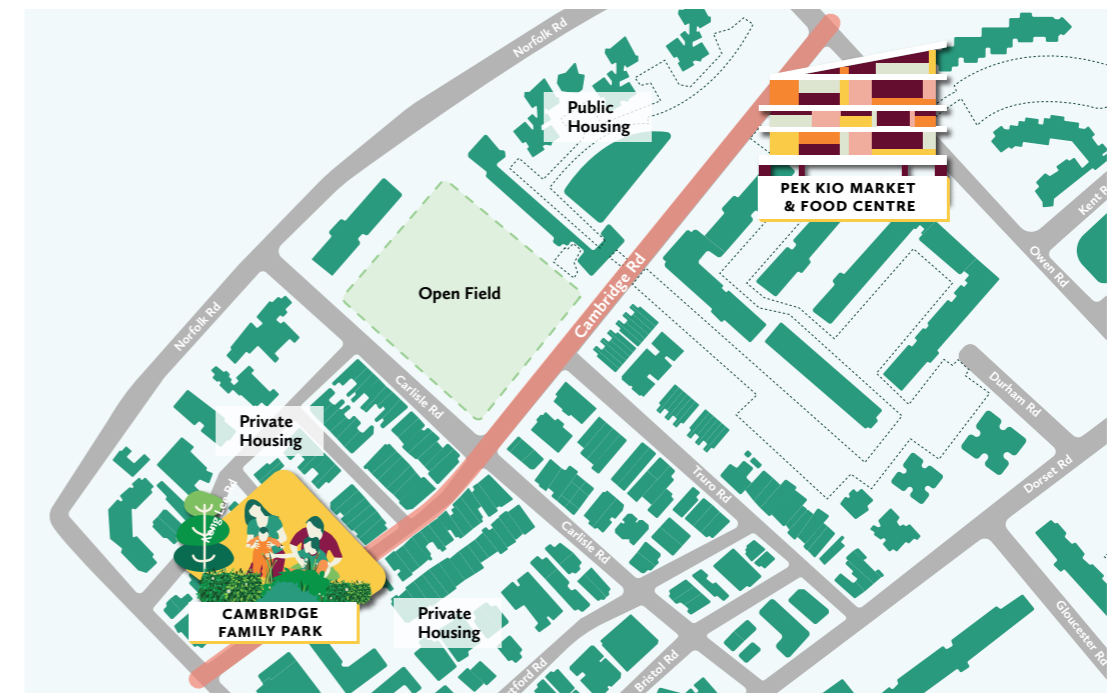 Norfolk Rd
Public
Housing
PEK KIO MARKET
& FOOD CENTRE
Kent
Owen Rd
Cambridge Rd
Open Field
Norfolk Rd
Carlisle Rd
Durham Rd
Private
Housing
Truro Rd
Dorset Rd
Carlisle Rd
Rd
CAMBRIDGE
FAMILY PARK
Private
Housing
Gloucester Rd
Bristol Rd
Rd